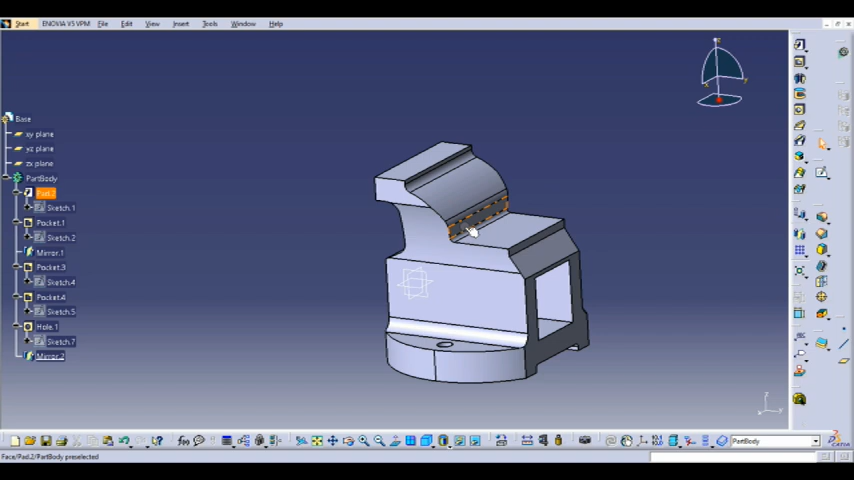 Start ENOVIA V5 VPM File Edit View Insert Tools Window Help
Base
xy plane
yz plane
zx plane
PartBody
Pad.2
Sketch.1
Pocket.1
Sketch.2
Mirror.1
Pocket.3
Sketch.4
Pocket.4
Sketch.5
Hole.1
Sketch.7
Mirror.2
z
x
y
z
x
y
PartBody
CATIA
Face/Pad.2/PartBody preselected